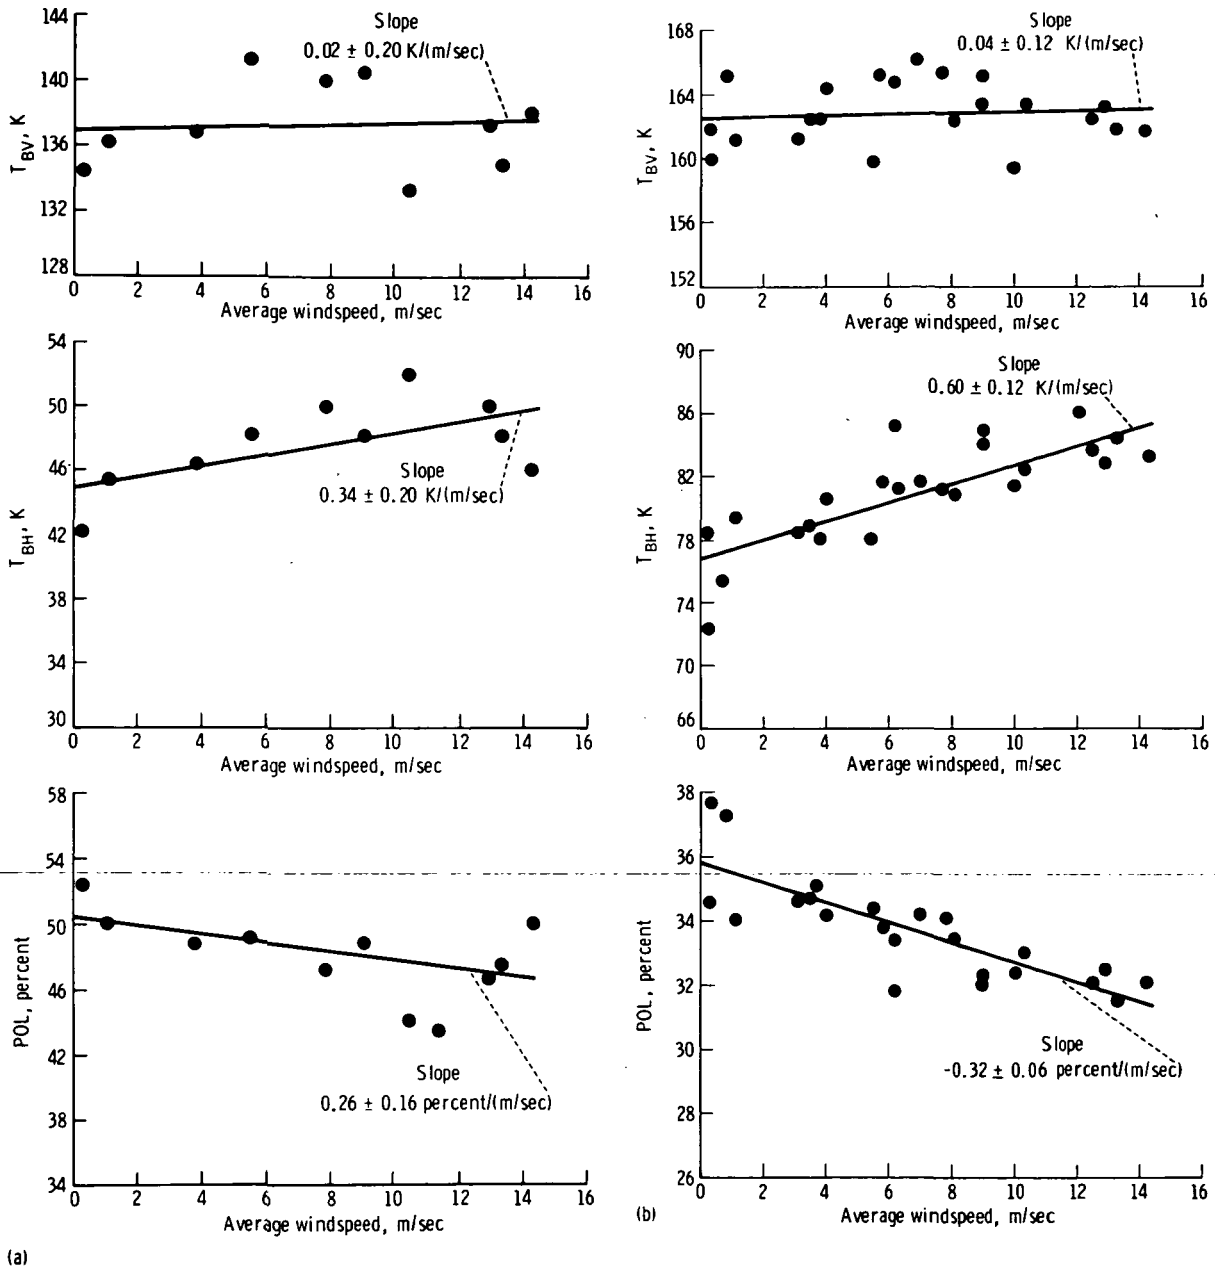 Slope
0.02 ± 0.20 K/(m/sec)
144
140
136
132
128
T_BV, K
0 2 4 6 8 10 12 14 16
Average windspeed, m/sec
54
50
46
42
38
34
30
T_BH, K
Slope
0.34 ± 0.20 K/(m/sec)
0 2 4 6 8 10 12 14 16
Average windspeed, m/sec
58
54
50
46
42
48
34
POL, percent
Slope
0.26 ± 0.16 percent/(m/sec)
0 2 4 6 8 10 12 14 16
Average windspeed, m/sec
(a)
Slope
0.04 ± 0.12 K/(m/sec)
168
164
160
156
152
T_BV, K
0 2 4 6 8 10 12 14 16
Average windspeed, m/sec
90
86
82
78
74
70
66
T_BH, K
Slope
0.60 ± 0.12 K/(m/sec)
0 2 4 6 8 10 12 14 16
Average windspeed, m/sec
38
36
34
32
30
28
26
POL, percent
Slope
-0.32 ± 0.06 percent/(m/sec)
0 2 4 6 8 10 12 14 16
Average windspeed, m/sec
(b)